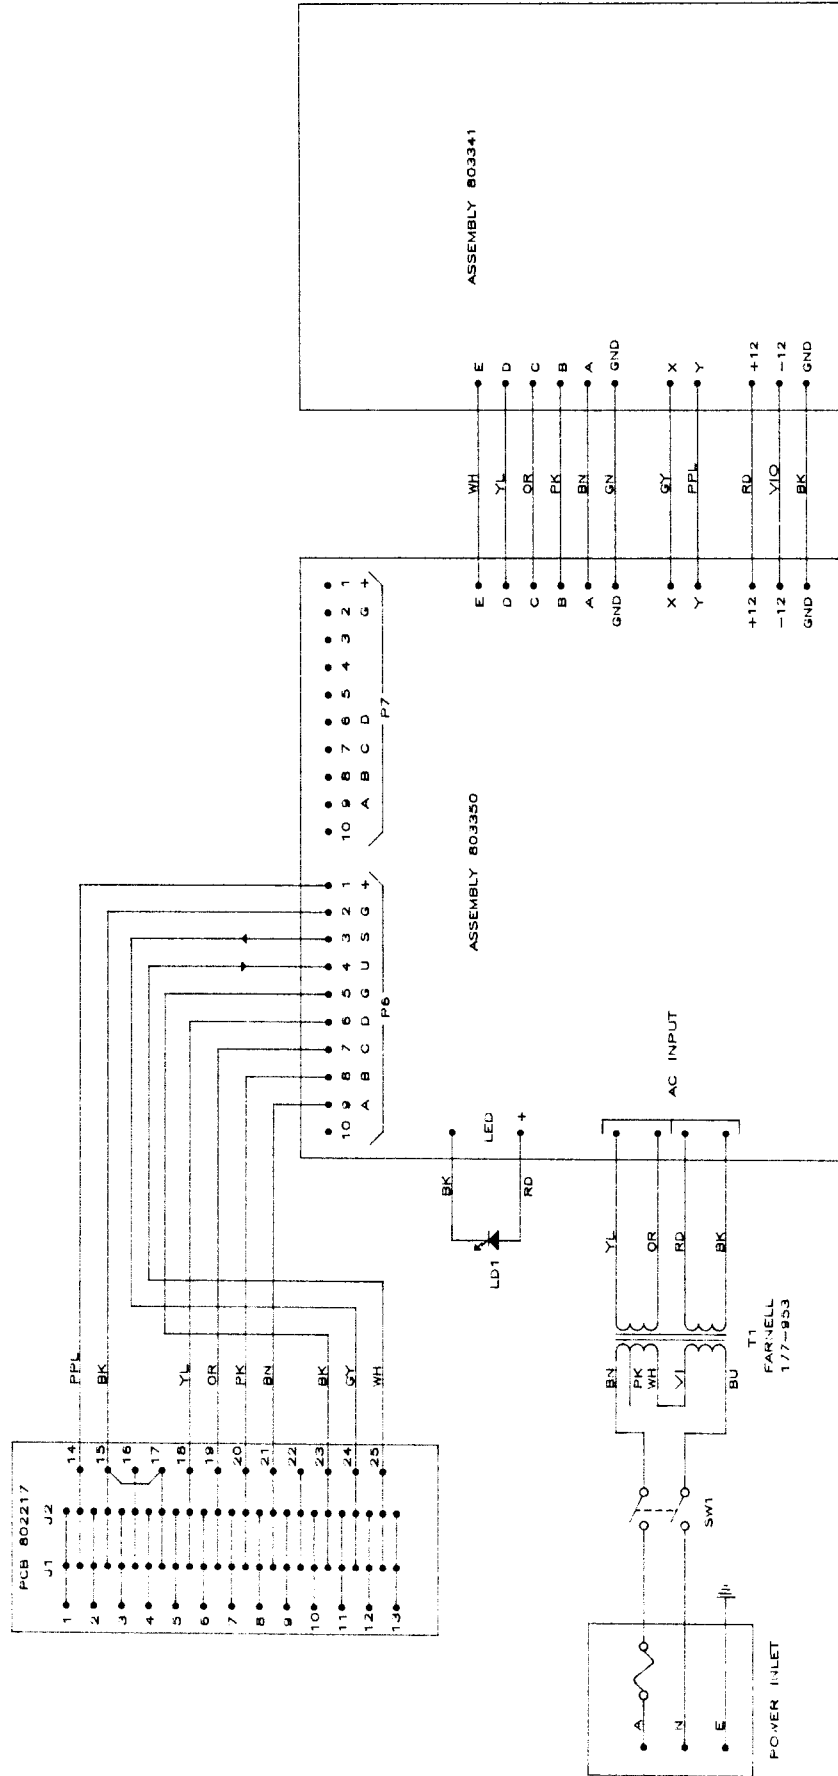 PCB 802217
J1 J2
1
2
3
4
5
6
7
8
9
10
11
12
13
14 PPL
15 BK
16
17
18 YL
19 OR
20 PK
21 BN
22
23 BK
24 GY
25 WH
10 9 8 7 6 5 4 3 2 1
A B C D G U S G +
P6
10 9 8 7 6 5 4 3 2 1
A B C D G +
P7
ASSEMBLY 803350
LD1
BK
RD
LED
+
POWER INLET
A
N
E
SW1
BN
PK
WH
VI
BU
T1
FARNELL
177-953
YL
OR
RD
BK
AC INPUT
E WH E
D YL D
C OR C
B PK B
A BN A
GND GN GND
X GY X
Y PPL Y
+12 RD +12
-12 VIO -12
GND BK GND
ASSEMBLY 803341